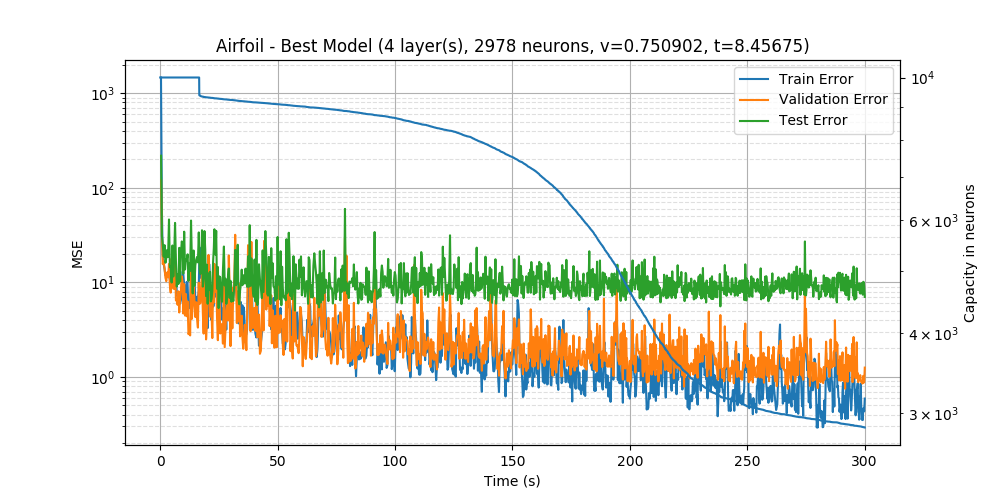 Airfoil - Best Model (4 layer(s), 2978 neurons, v=0.750902, t=8.45675)
Train Error
Validation Error
Test Error
MSE
10³
10²
10¹
10⁰
10⁴
6 × 10³
4 × 10³
3 × 10³
Capacity in neurons
0 50 100 150 200 250 300
Time (s)